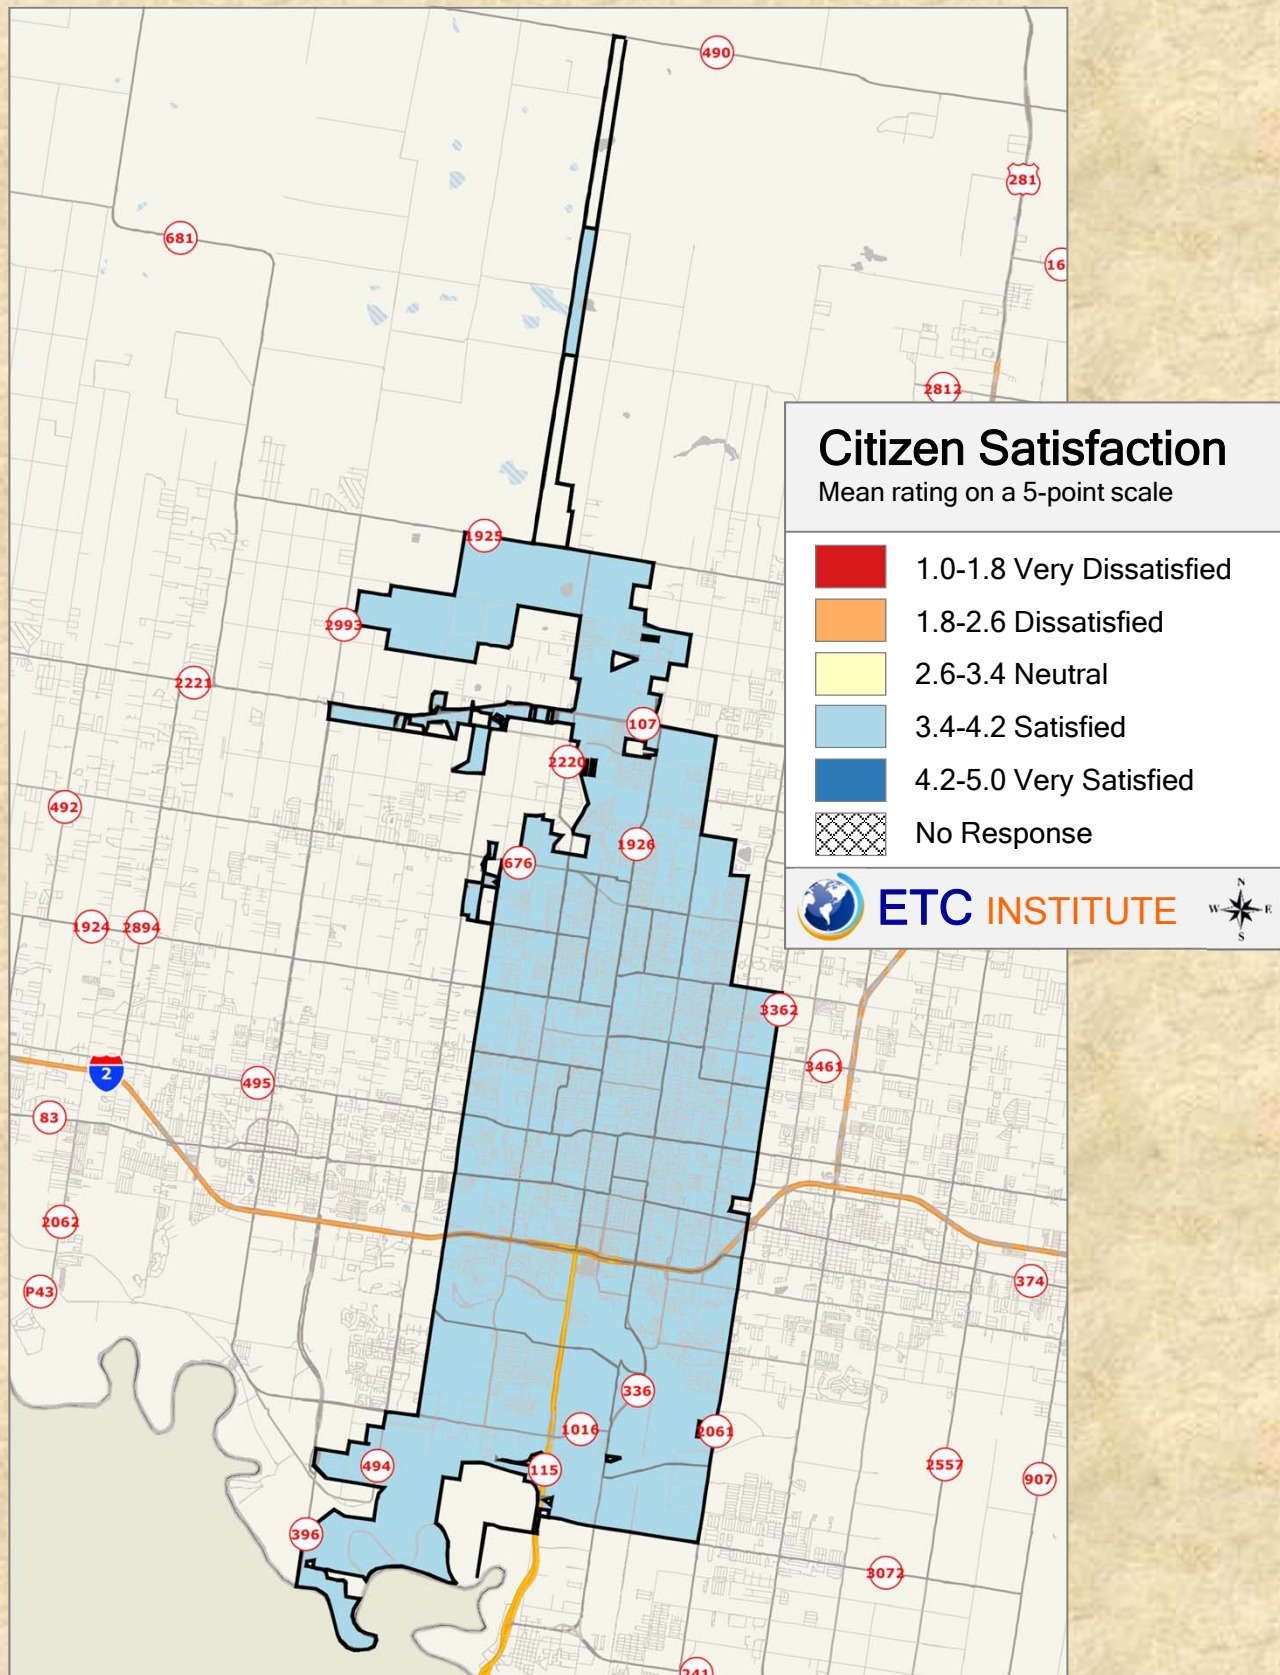 490
281
681
16
2812
Citizen Satisfaction
Mean rating on a 5-point scale
1.0-1.8 Very Dissatisfied
1.8-2.6 Dissatisfied
2.6-3.4 Neutral
3.4-4.2 Satisfied
4.2-5.0 Very Satisfied
No Response
ETC INSTITUTE
N
W E
S
1925
2993
2221
107
2220
492
1926
676
1924
2894
3362
3461
2
495
83
2062
P43
374
336
1016
2061
494
115
2557
907
396
3072
241